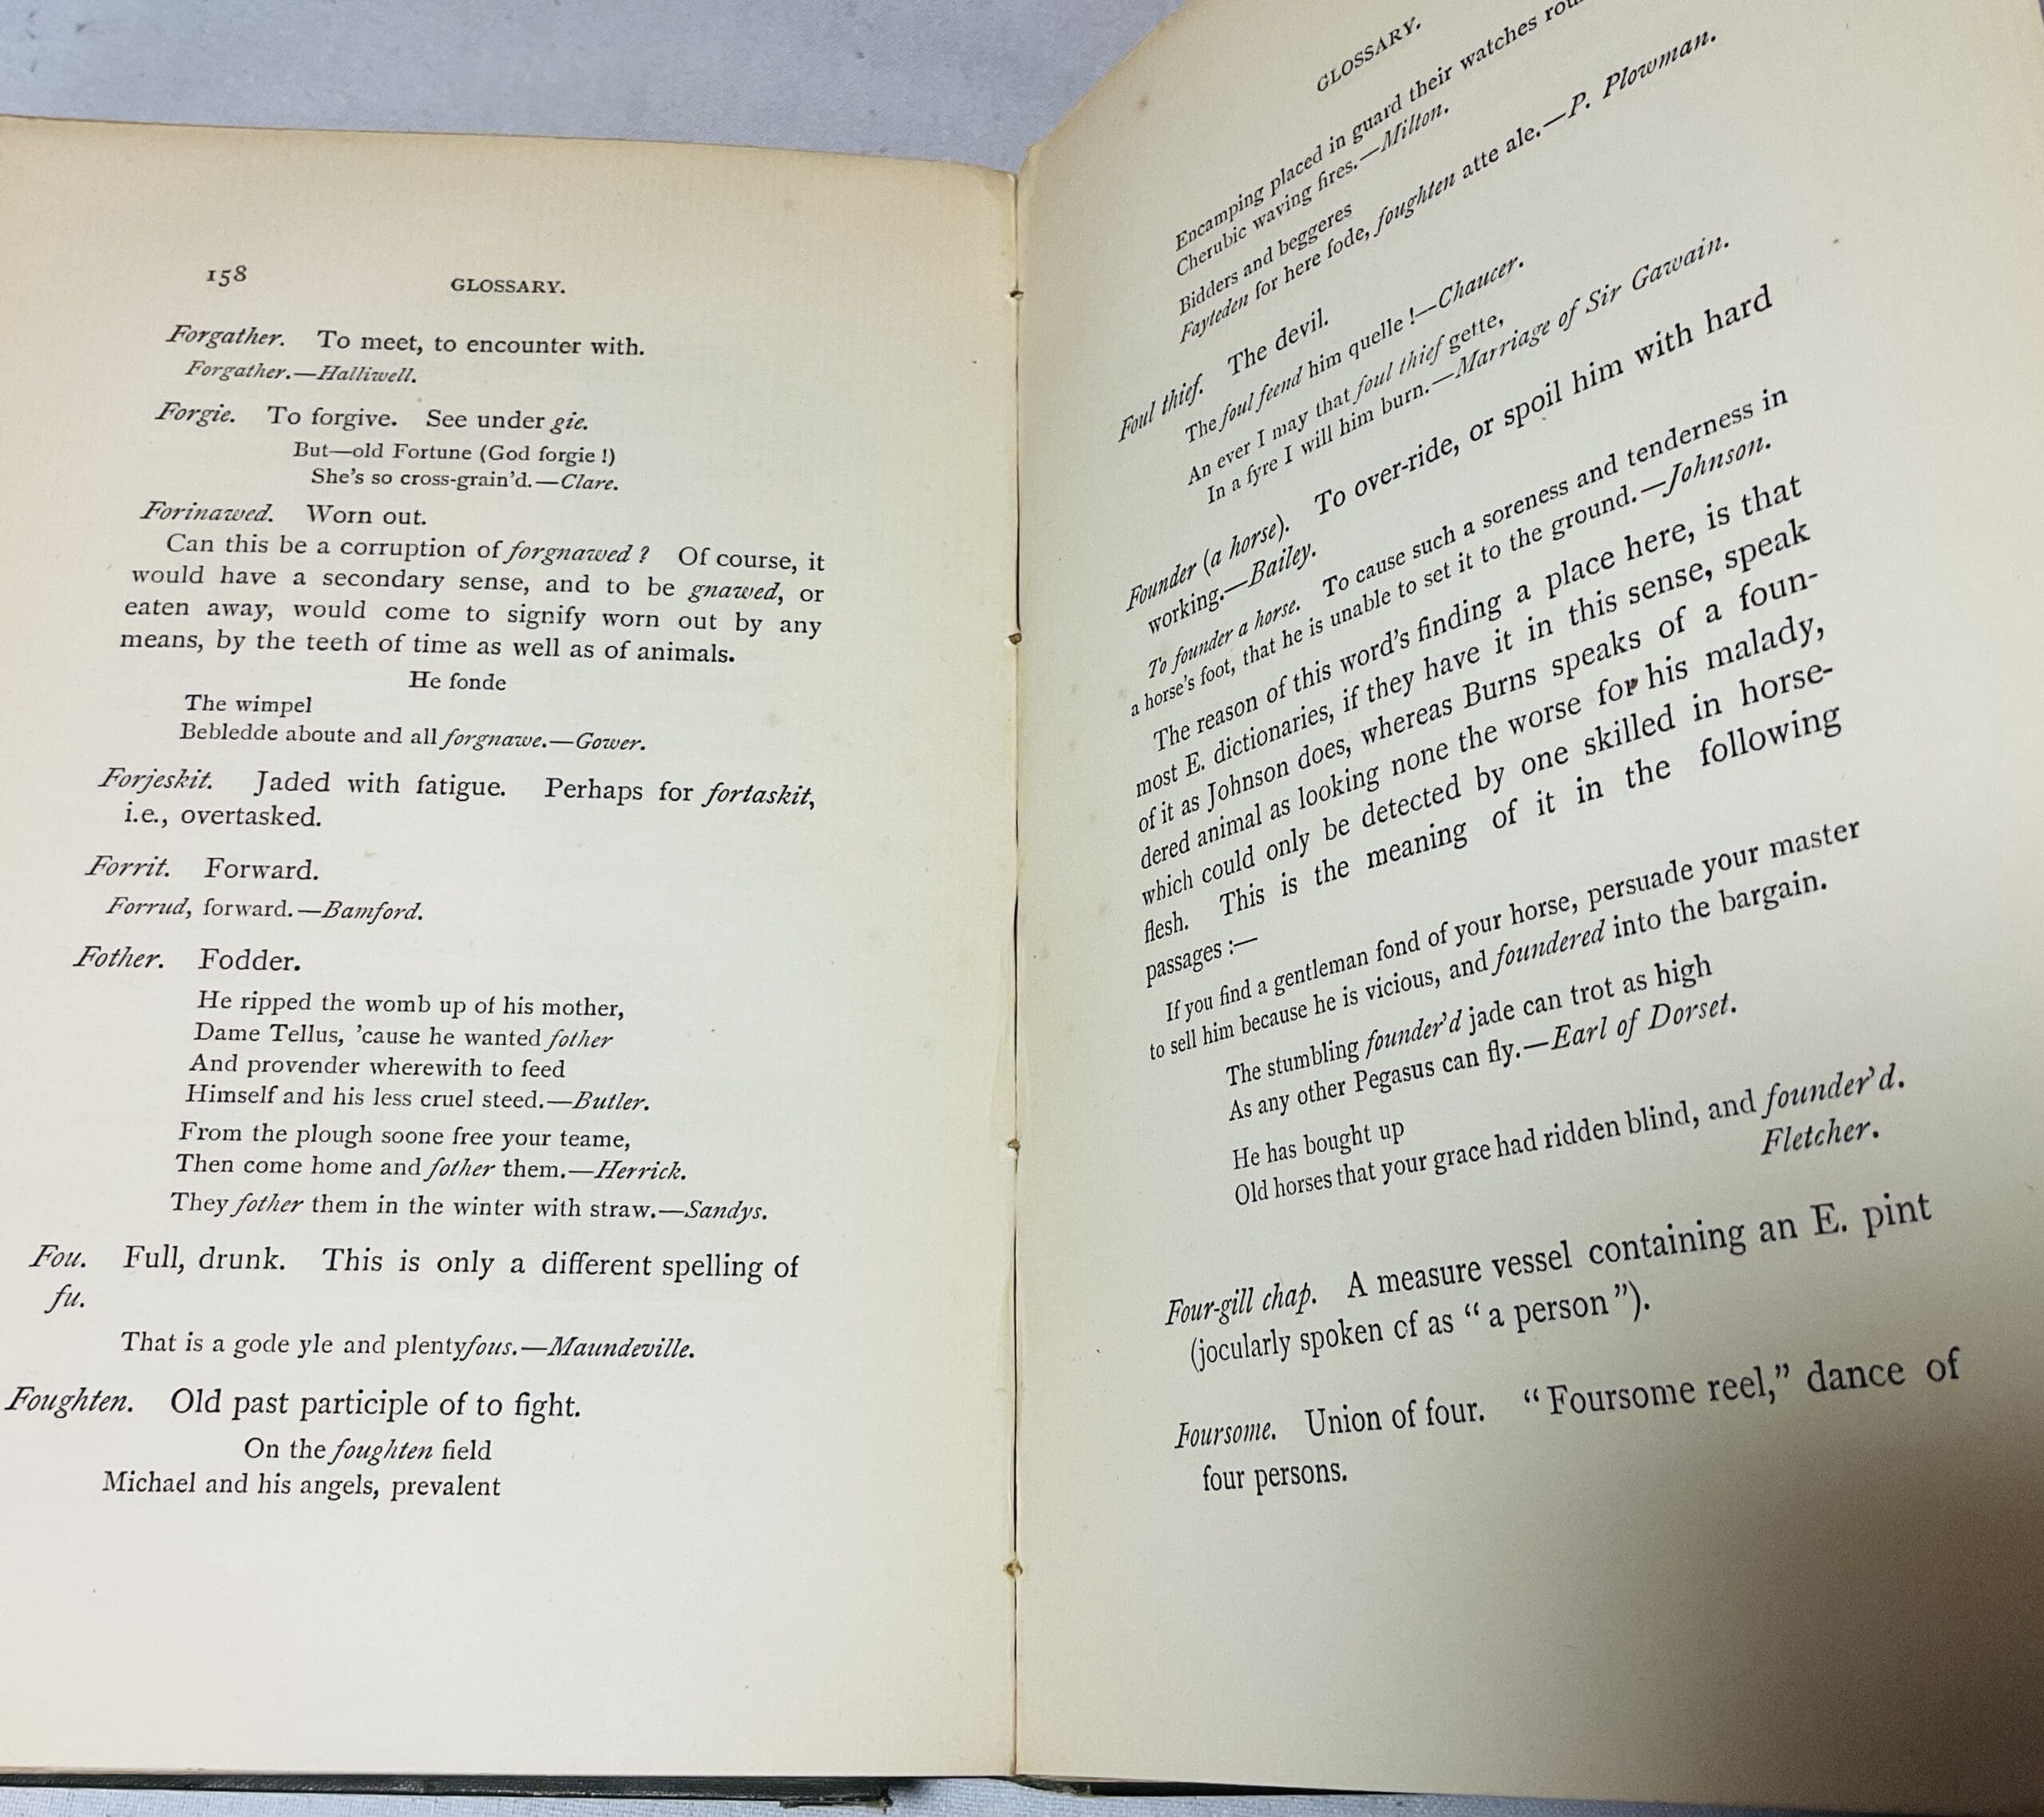 158
GLOSSARY.
Forgather. To meet, to encounter with.
Forgather.—Halliwell.
Forgie. To forgive. See under gie.
But—old Fortune (God forgie !)
She's so cross-grain'd.—Clare.
Forinawed. Worn out.
Can this be a corruption of forgnawed ? Of course, it
would have a secondary sense, and to be gnawed, or
eaten away, would come to signify worn out by any
means, by the teeth of time as well as of animals.
He fonde
The wimpel
Bebledde aboute and all forgnawe.—Gower.
Forjeskit. Jaded with fatigue. Perhaps for fortaskit,
i.e., overtasked.
Forrit. Forward.
Forrud, forward.—Bamford.
Fother. Fodder.
He ripped the womb up of his mother,
Dame Tellus, 'cause he wanted fother
And provender wherewith to feed
Himself and his less cruel steed.—Butler.
From the plough soone free your teame,
Then come home and fother them.—Herrick.
They fother them in the winter with straw.—Sandys.
Fou. Full, drunk. This is only a different spelling of
fu.
That is a gode yle and plentyfous.—Maundeville.
Foughten. Old past participle of to fight.
On the foughten field
Michael and his angels, prevalent
GLOSSARY.
Encamping placed in guard their watches
Cherubic waving fires.—Milton.
Bidders and beggeres
Fayteden for here fode, foughten atte ale.—P. Plowman.
Foul thief. The devil.
The foul feend him quelle !—Chaucer.
An ever I may that foul thief gette,
In a fyre I will him burn.—Marriage of Sir Gawain.
Founder (a horse). To over-ride, or spoil him with hard
working.—Bailey.
To founder a horse. To cause such a soreness and tenderness in
a horse's foot, that he is unable to set it to the ground.—Johnson.
The reason of this word's finding a place here, is that
most E. dictionaries, if they have it in this sense, speak
of it as Johnson does, whereas Burns speaks of a foun-
dered animal as looking none the worse for his malady,
which could only be detected by one skilled in horse-
flesh. This is the meaning of it in the following
passages :—
If you find a gentleman fond of your horse, persuade your master
to sell him because he is vicious, and foundered into the bargain.
The stumbling founder'd jade can trot as high
As any other Pegasus can fly.—Earl of Dorset.
He has bought up
Old horses that your grace had ridden blind, and founder'd.
Fletcher.
Four-gill chap. A measure vessel containing an E. pint
(jocularly spoken cf as "a person").
Foursome. Union of four. "Foursome reel," dance of
four persons.